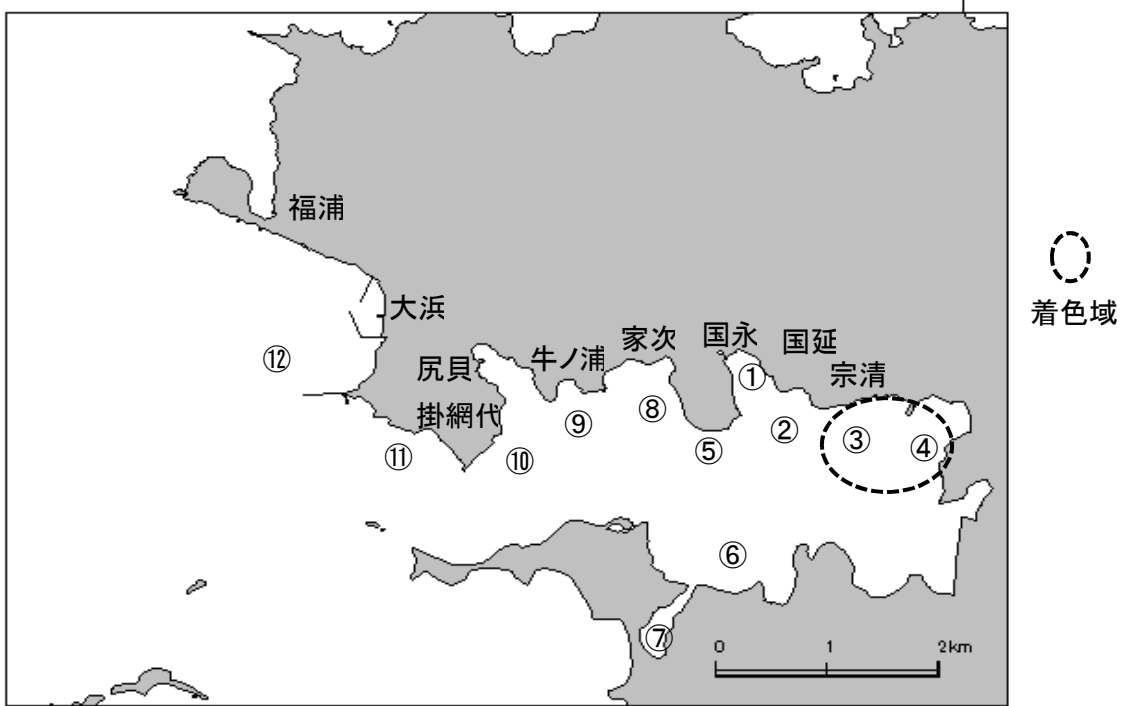 福浦
大浜
尻貝
掛網代
牛ノ浦
家次
国永
国延
宗清
①
②
③
④
⑤
⑥
⑦
⑧
⑨
⑩
⑪
⑫
着色域
0 1 2km